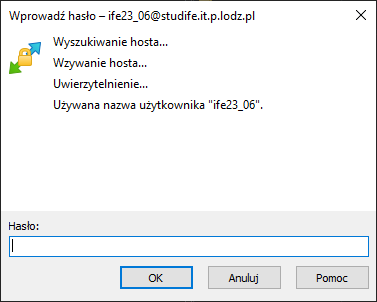 Wprowadź hasło – ife23_06@studife.it.p.lodz.pl
Wyszukiwanie hosta...
Wzywanie hosta...
Uwierzytelnienie...
Używana nazwa użytkownika "ife23_06".
Hasło:
OK Anuluj Pomoc